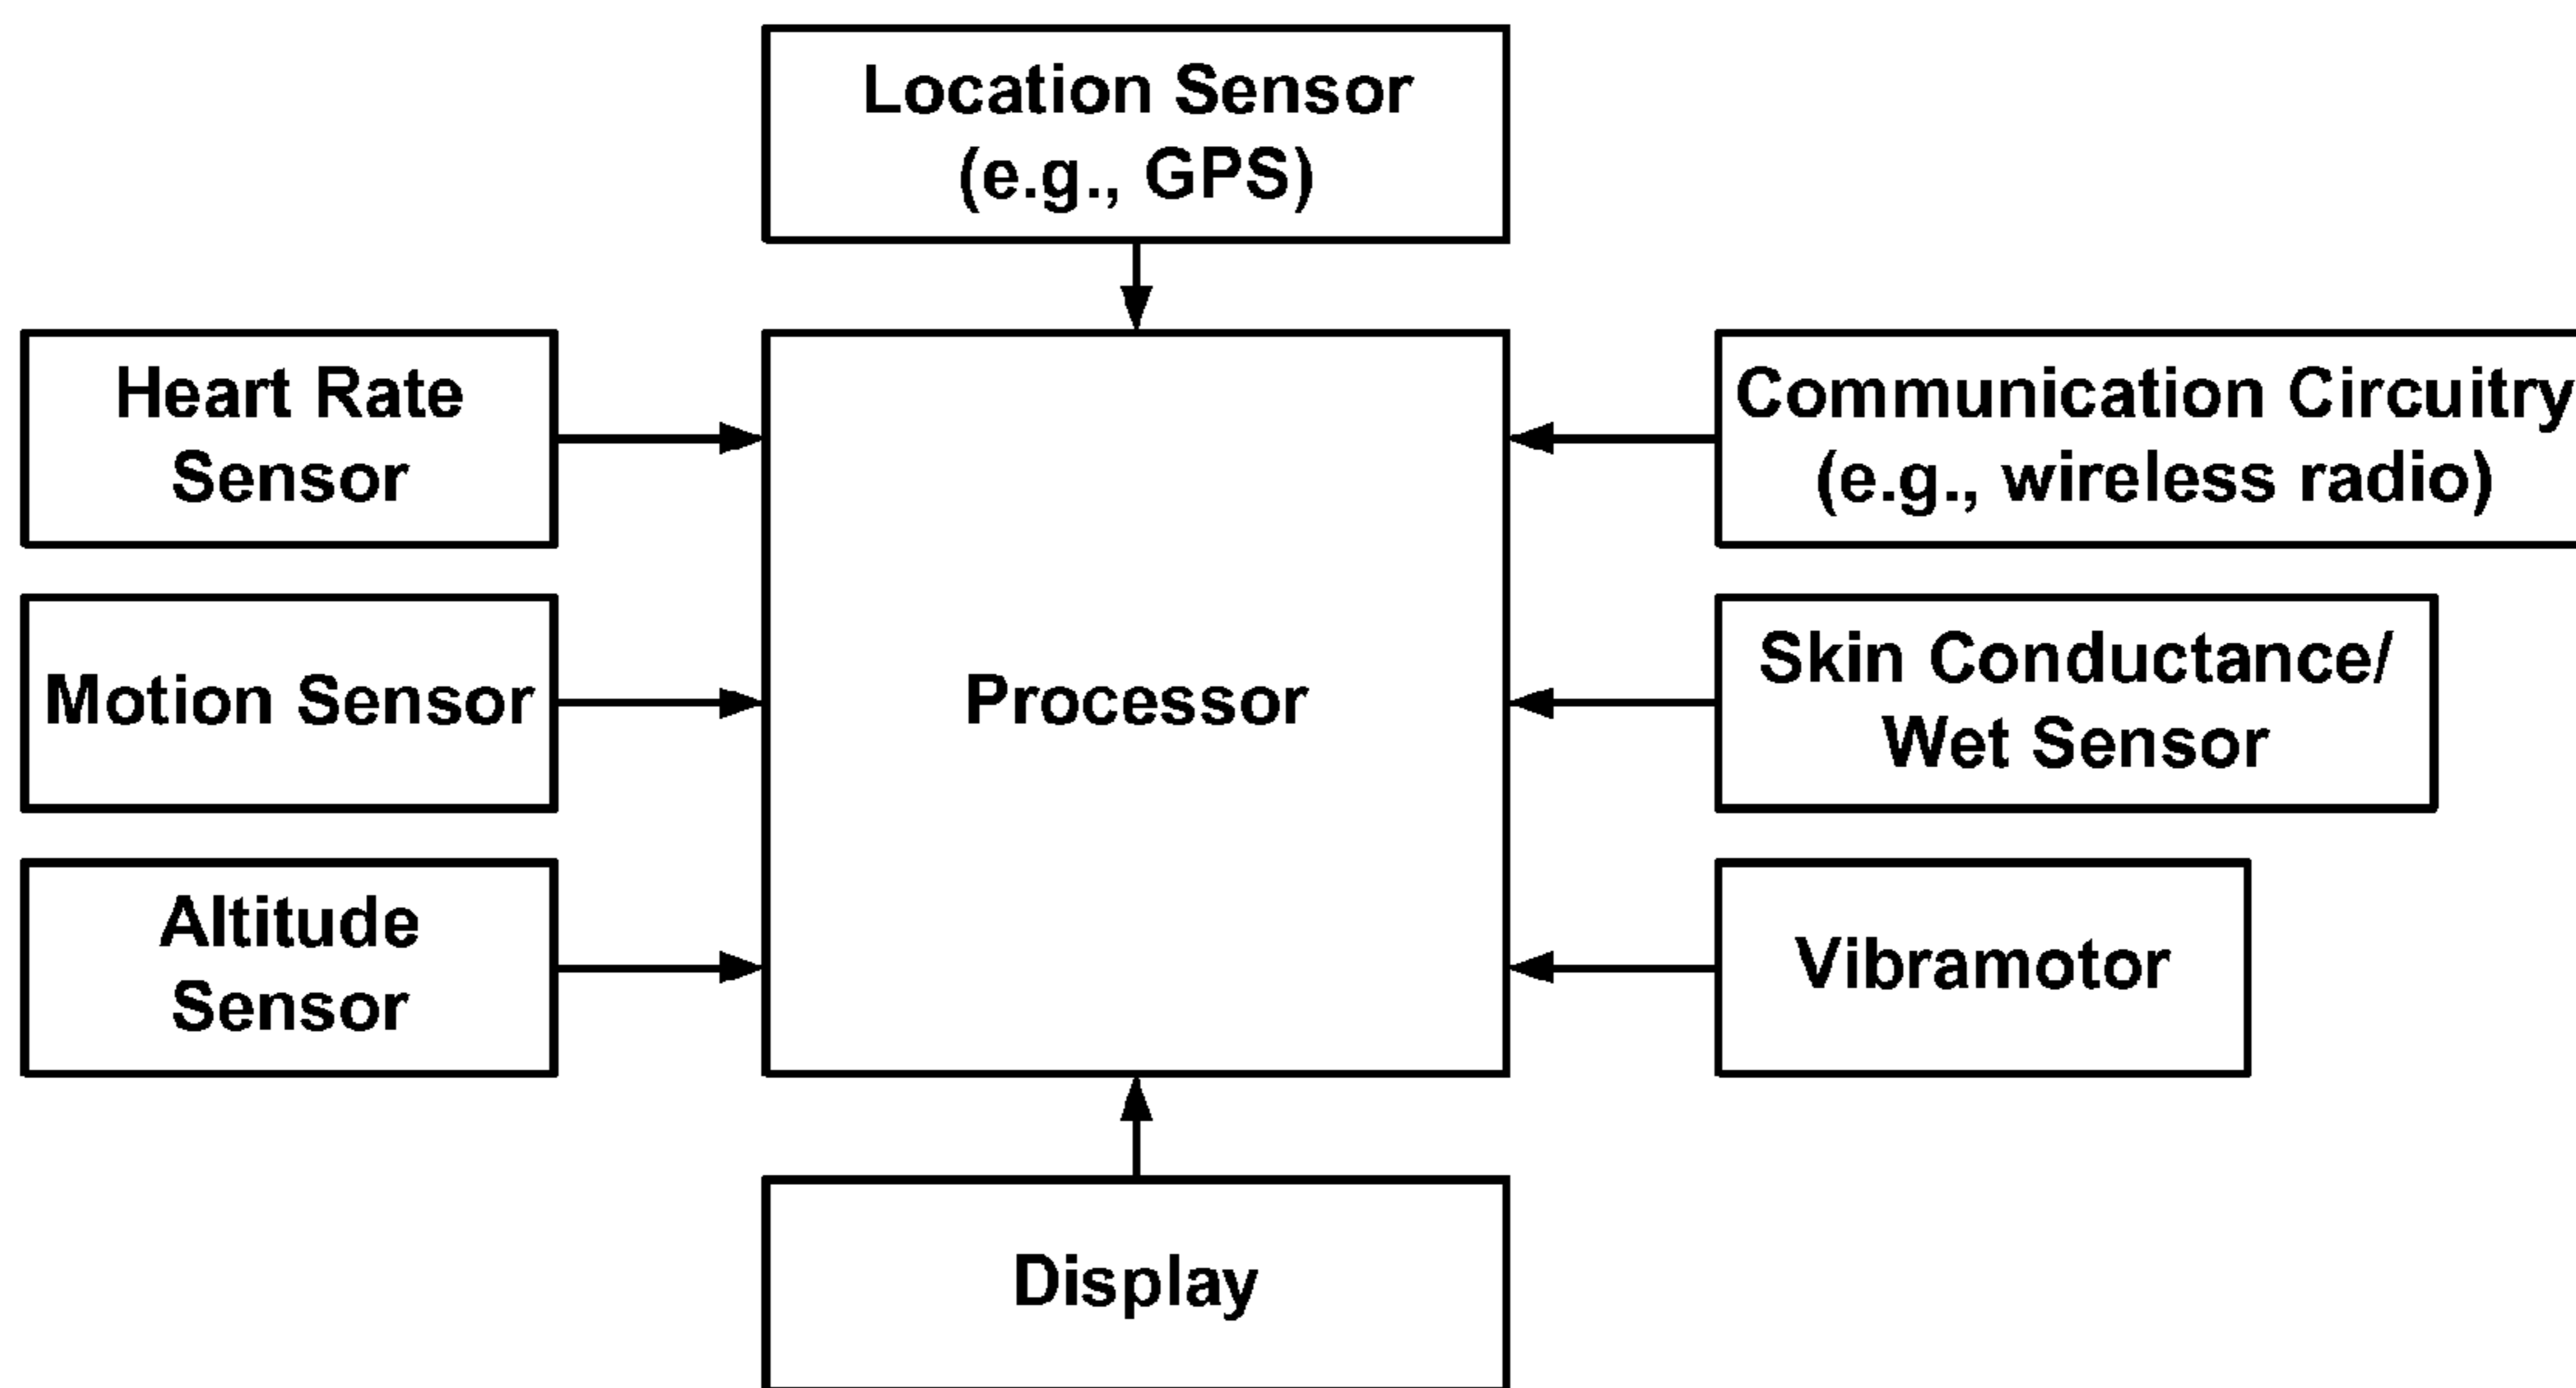 Location Sensor
(e.g., GPS)
Heart Rate
Sensor
Communication Circuitry
(e.g., wireless radio)
Motion Sensor
Processor
Skin Conductance/
Wet Sensor
Altitude
Sensor
Vibramotor
Display